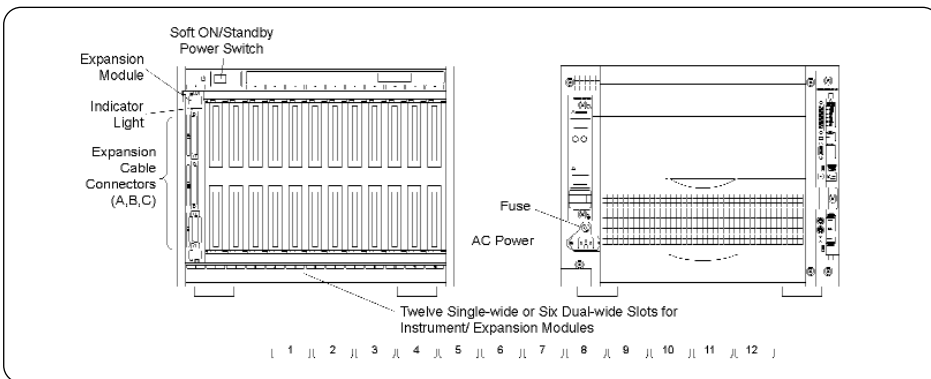 Soft ON/Standby
Power Switch
Expansion
Module
Indicator
Light
Expansion
Cable
Connectors
(A,B,C)
Fuse
AC Power
Twelve Single-wide or Six Dual-wide Slots for
Instrument/ Expansion Modules
1 2 3 4 5 6 7 8 9 10 11 12